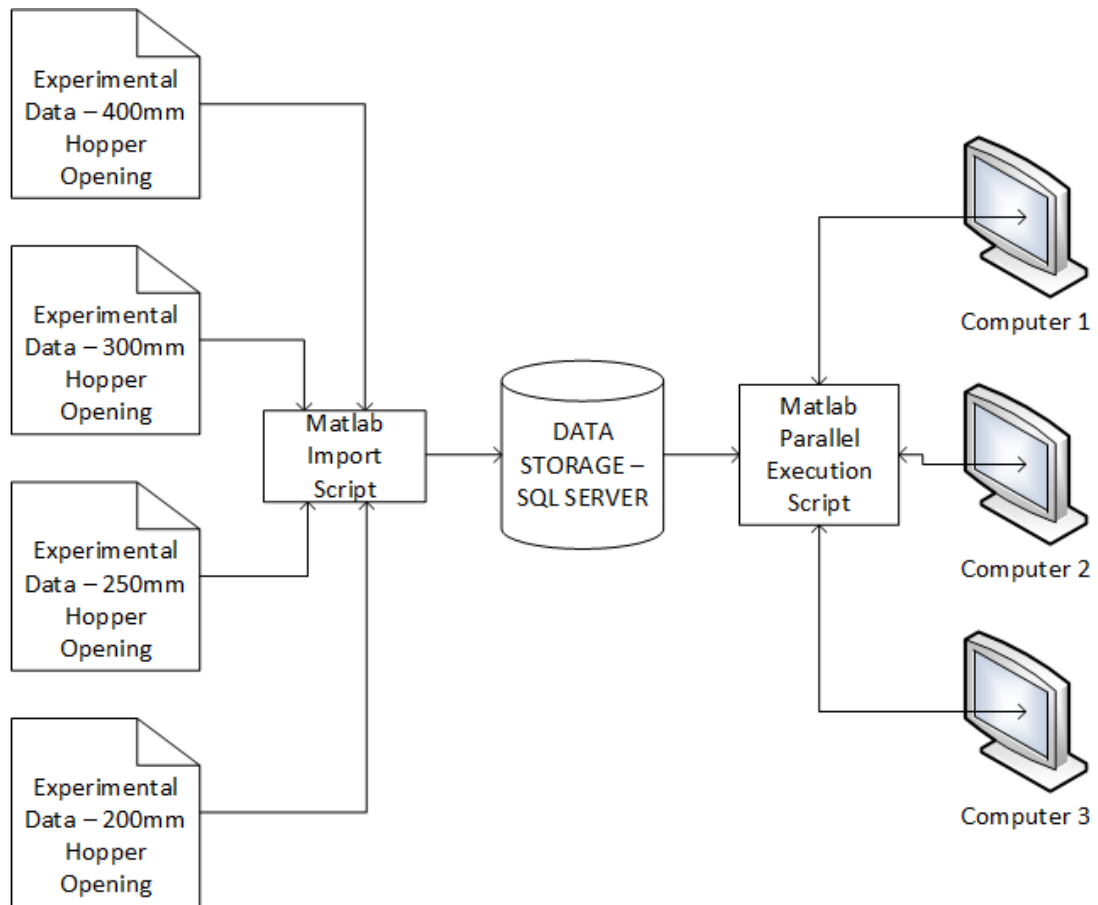 Experimental
Data – 400mm
Hopper
Opening
Experimental
Data – 300mm
Hopper
Opening
Experimental
Data – 250mm
Hopper
Opening
Experimental
Data – 200mm
Hopper
Opening
Matlab
Import
Script
DATA
STORAGE –
SQL SERVER
Matlab
Parallel
Execution
Script
Computer 1
Computer 2
Computer 3